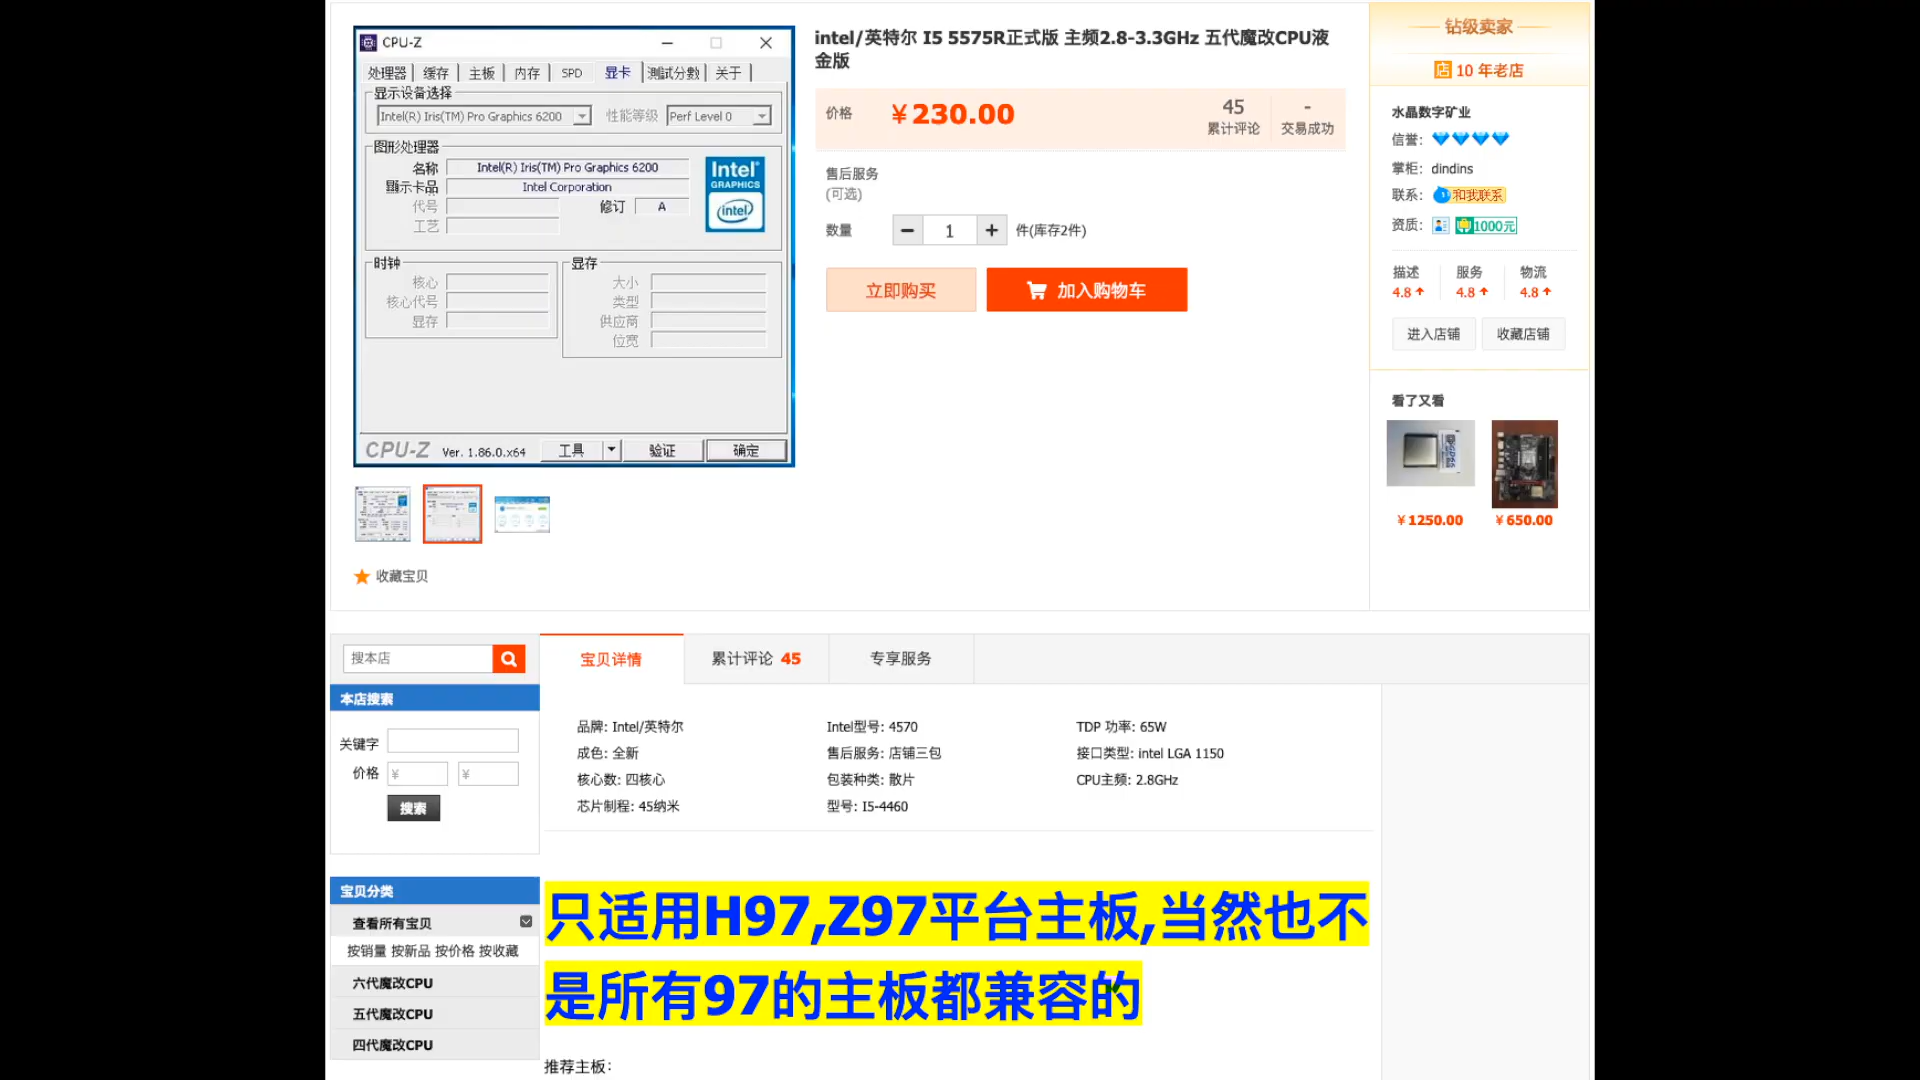 CPU-Z
处理器 缓存 主板 内存 SPD 显卡 测试分数 关于
显示设备选择
Intel(R) Iris(TM) Pro Graphics 6200 性能等级 Perf Level 0
图形处理器
名称 Intel(R) Iris(TM) Pro Graphics 6200
显示卡品 Intel Corporation
代号 修订 A
工艺
intel GRAPHICS
intel
时钟
核心
核心代号
显存
显存
大小
类型
供应商
位宽
CPU-Z Ver. 1.86.0.x64 工具 验证 确定
收藏宝贝
intel/英特尔 I5 5575R正式版 主频2.8-3.3GHz 五代魔改CPU液
金版
价格 ¥230.00
45
累计评论
-
交易成功
售后服务
(可选)
数量 1 件(库存2件)
立即购买 加入购物车
钻级卖家
店 10 年老店
水晶数字矿业
信誉:
掌柜: dindins
联系: 和我联系
资质: 1000元
描述 服务 物流
4.8 4.8 4.8
进入店铺 收藏店铺
看了又看
¥1250.00 ¥650.00
搜本店
宝贝详情 累计评论 45 专享服务
本店搜索
关键字
价格 ¥ ¥
搜索
品牌: Intel/英特尔 Intel型号: 4570 TDP 功率: 65W
成色: 全新 售后服务: 店铺三包 接口类型: intel LGA 1150
核心数: 四核心 包装种类: 散片 CPU主频: 2.8GHz
芯片制程: 45纳米 型号: I5-4460
宝贝分类
查看所有宝贝
按销量 按新品 按价格 按收藏
六代魔改CPU
五代魔改CPU
四代魔改CPU
只适用H97,Z97平台主板,当然也不
是所有97的主板都兼容的
推荐主板: